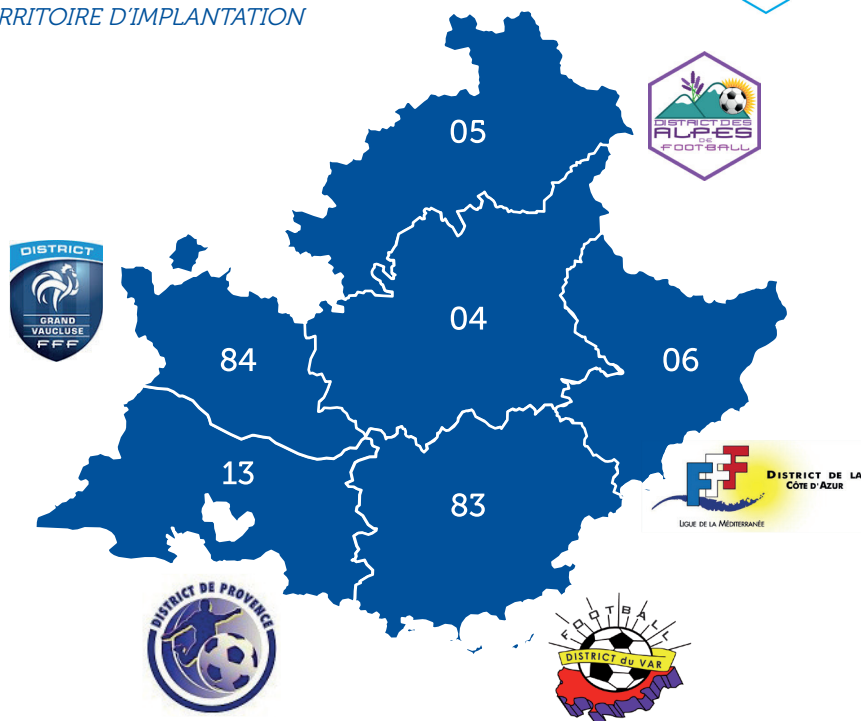 RRITOIRE D'IMPLANTATION
05
DISTRICT DES
ALPES
DE
FOOTBALL
DISTRICT
GRAND
VAUCLUSE
FFF
04
84
06
13
83
FFF
DISTRICT DE LA
CÔTE D'AZUR
LIGUE DE LA MÉDITERRANÉE
DISTRICT DE PROVENCE
FOOTBALL
DISTRICT du VAR